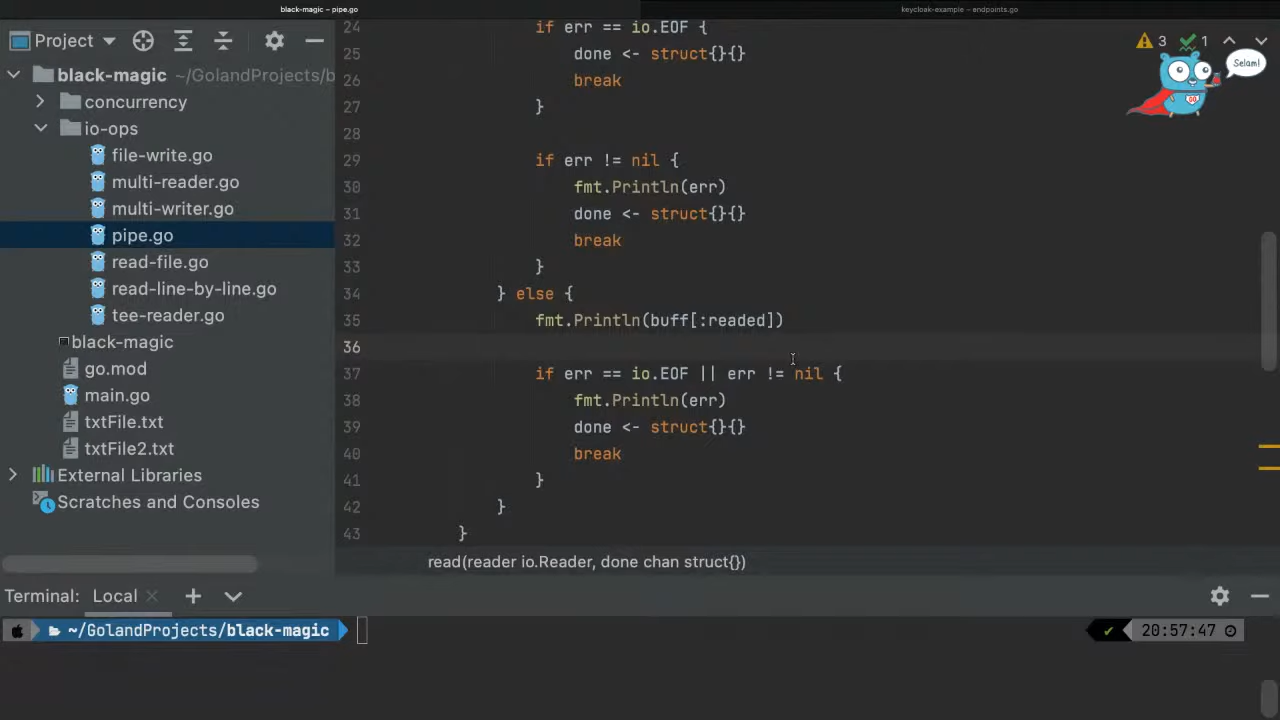 black-magic – pipe.go
keycloak-example – endpoints.go
Project
black-magic ~/GolandProjects/b
concurrency
io-ops
file-write.go
multi-reader.go
multi-writer.go
pipe.go
read-file.go
read-line-by-line.go
tee-reader.go
black-magic
go.mod
main.go
txtFile.txt
txtFile2.txt
External Libraries
Scratches and Consoles
3 1
Selam!
GO
24 if err == io.EOF {
25 done <- struct{}{}
26 break
27 }
28
29 if err != nil {
30 fmt.Println(err)
31 done <- struct{}{}
32 break
33 }
34 } else {
35 fmt.Println(buff[:readed])
36
37 if err == io.EOF || err != nil {
38 fmt.Println(err)
39 done <- struct{}{}
40 break
41 }
42 }
43 }
read(reader io.Reader, done chan struct{})
Terminal: Local
~/GolandProjects/black-magic
20:57:47